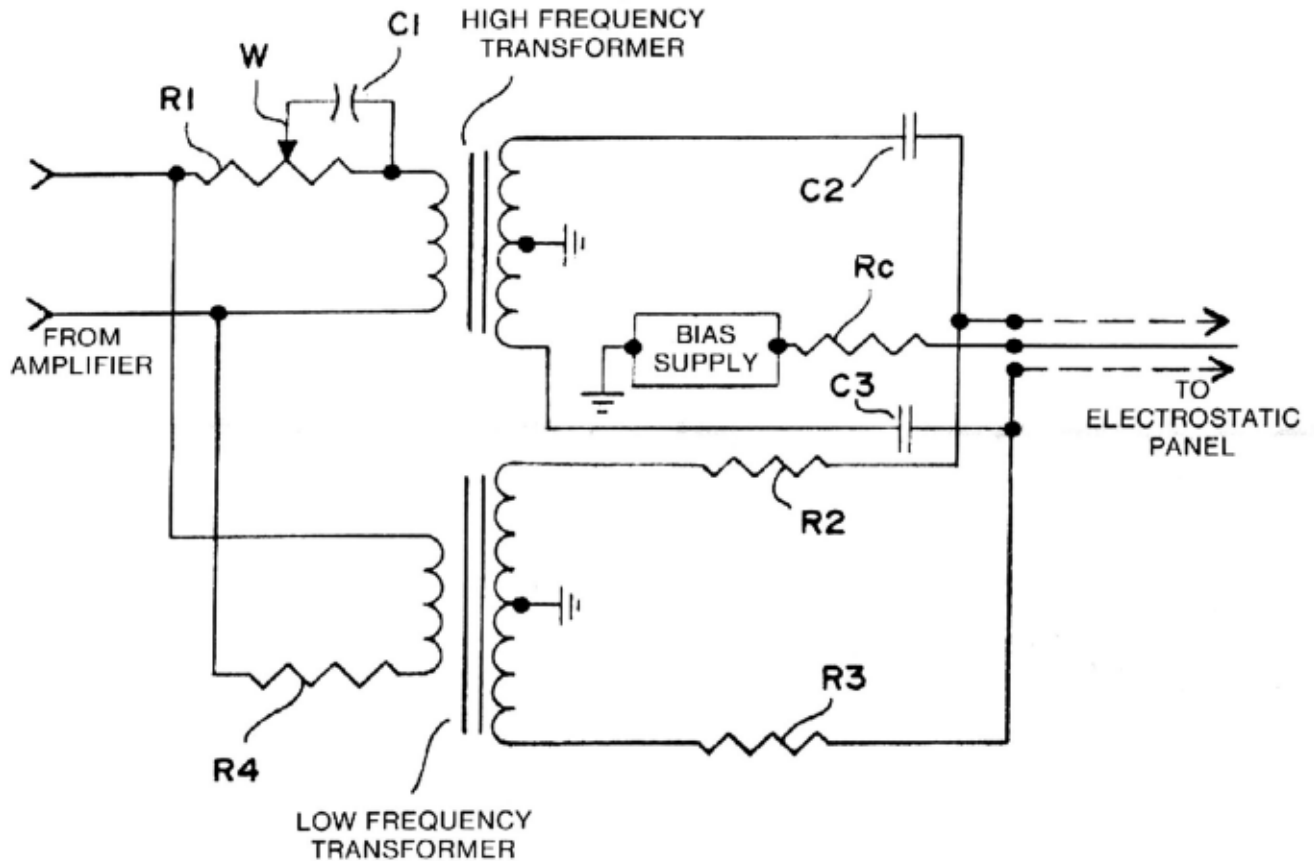 HIGH FREQUENCY
TRANSFORMER
C1
W
R1
C2
Rc
FROM
AMPLIFIER
BIAS
SUPPLY
C3
TO
ELECTROSTATIC
PANEL
R2
R3
R4
LOW FREQUENCY
TRANSFORMER